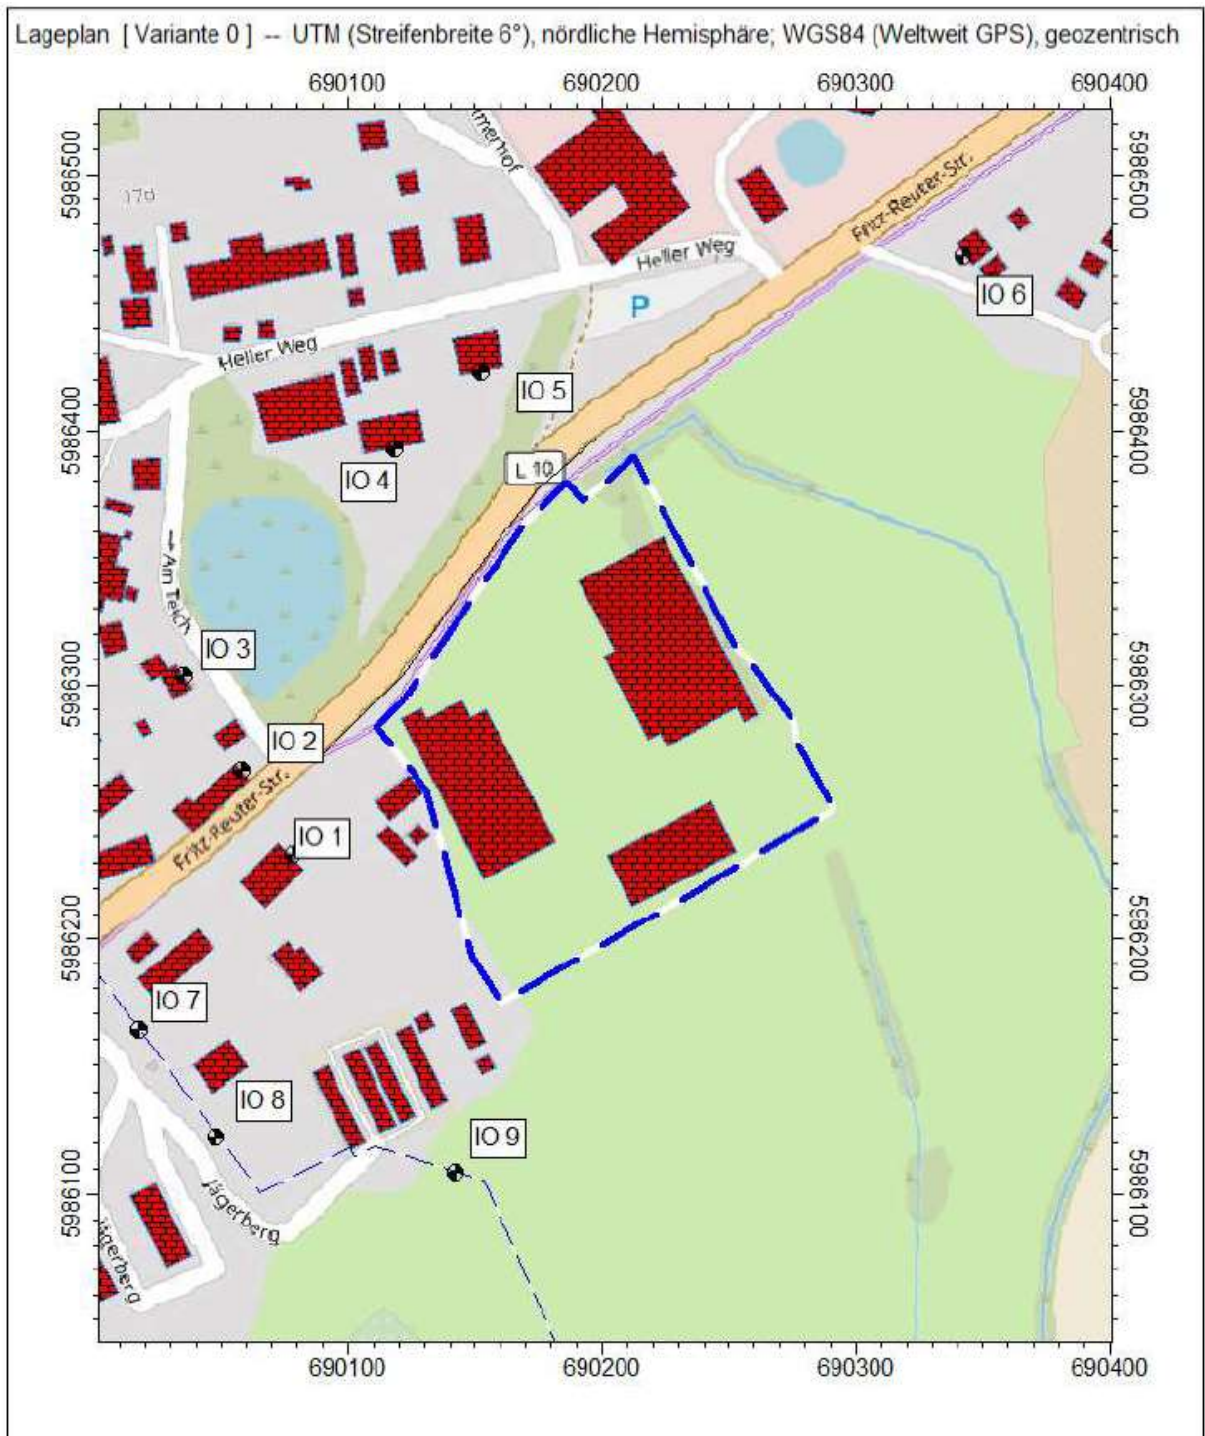 Lageplan [ Variante 0 ] -- UTM (Streifenbreite 6°), nördliche Hemisphäre; WGS84 (Weltweit GPS), geozentrisch
690100 690200 690300 690400
5986500
5986500
17d
merhof
Fritz-Reuter-Str.
Heller Weg
IO 6
P
Heller Weg
IO 5
5986400
5986400
L 10
IO 4
Am Teich
IO 3
5986300
5986300
IO 2
Fritz-Reuter-Str.
IO 1
5986200
5986200
IO 7
IO 8
IO 9
5986100
5986100
Jägerberg
Jägerberg
690100 690200 690300 690400